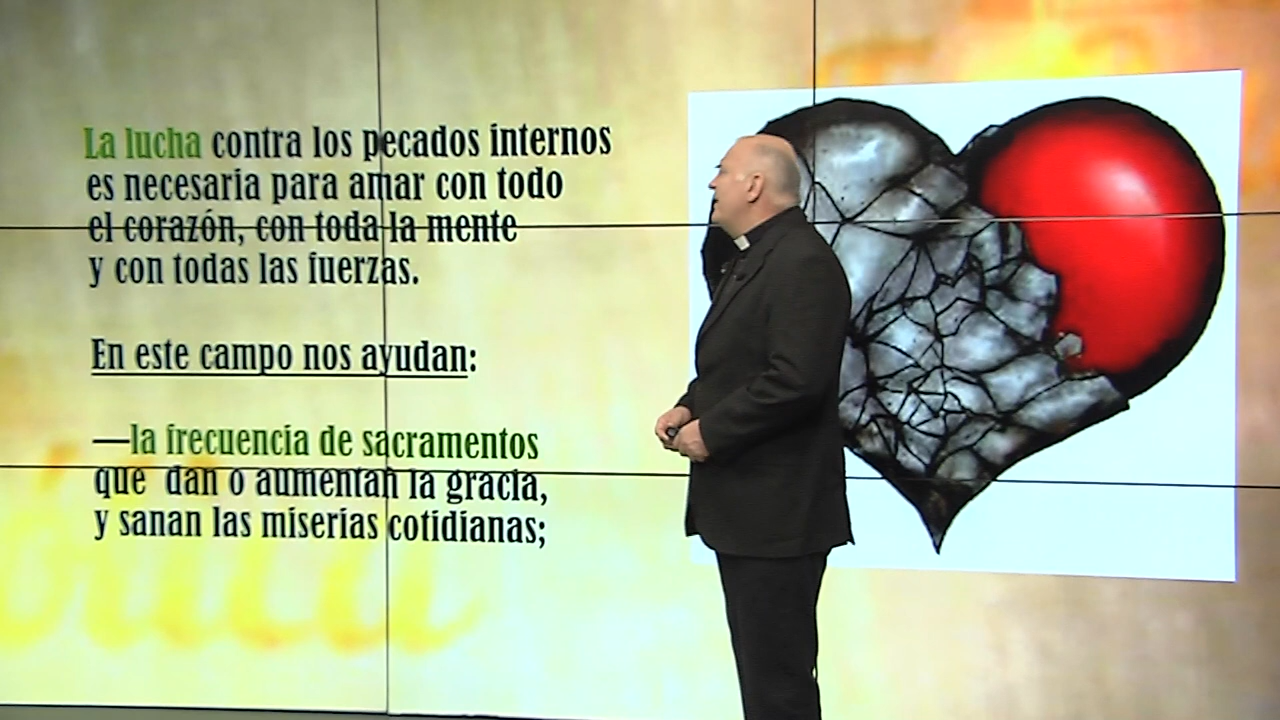 La lucha contra los pecados internos
es necesaria para amar con todo
el corazón, con toda la mente
y con todas las fuerzas.
En este campo nos ayudan:
—la frecuencia de sacramentos
que dan o aumentan la gracia,
y sanan las miserias cotidianas;